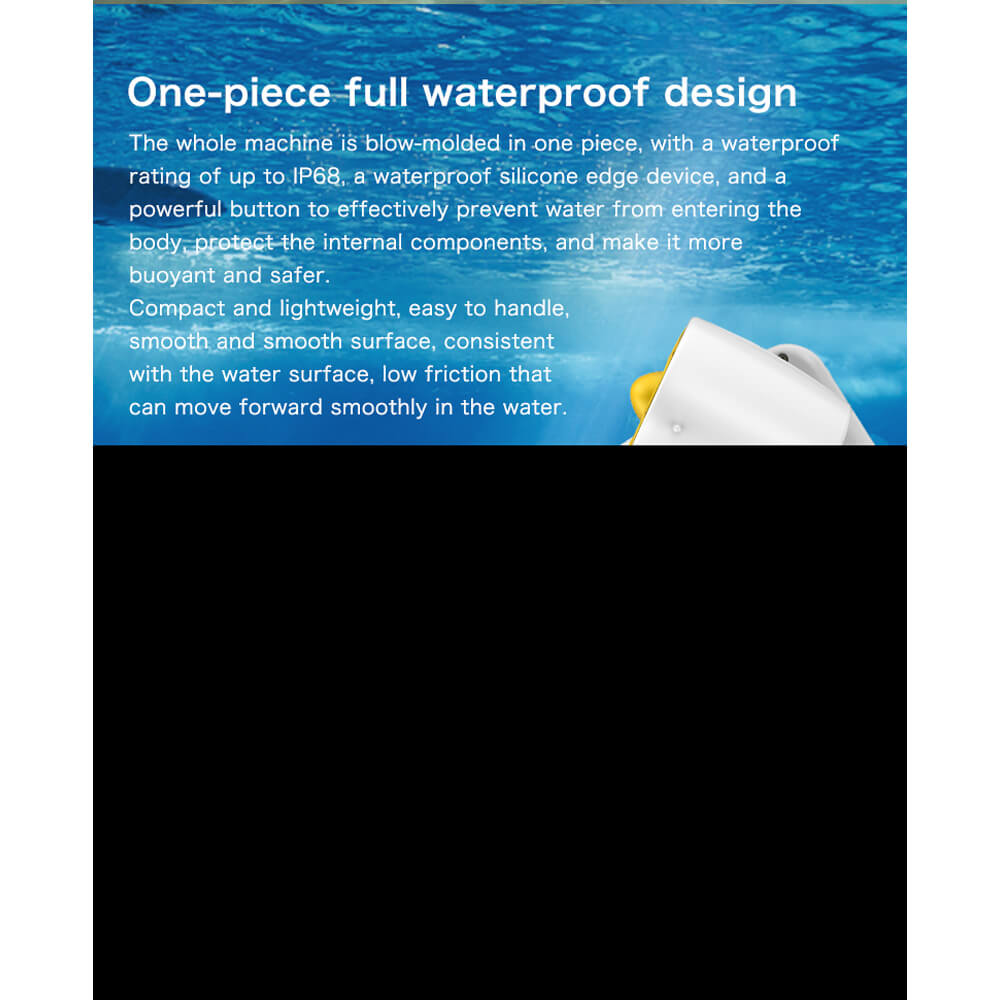 One-piece full waterproof design
The whole machine is blow-molded in one piece, with a waterproof
rating of up to IP68, a waterproof silicone edge device, and a
powerful button to effectively prevent water from entering the
body, protect the internal components, and make it more
buoyant and safer.
Compact and lightweight, easy to handle,
smooth and smooth surface, consistent
with the water surface, low friction that
can move forward smoothly in the water.